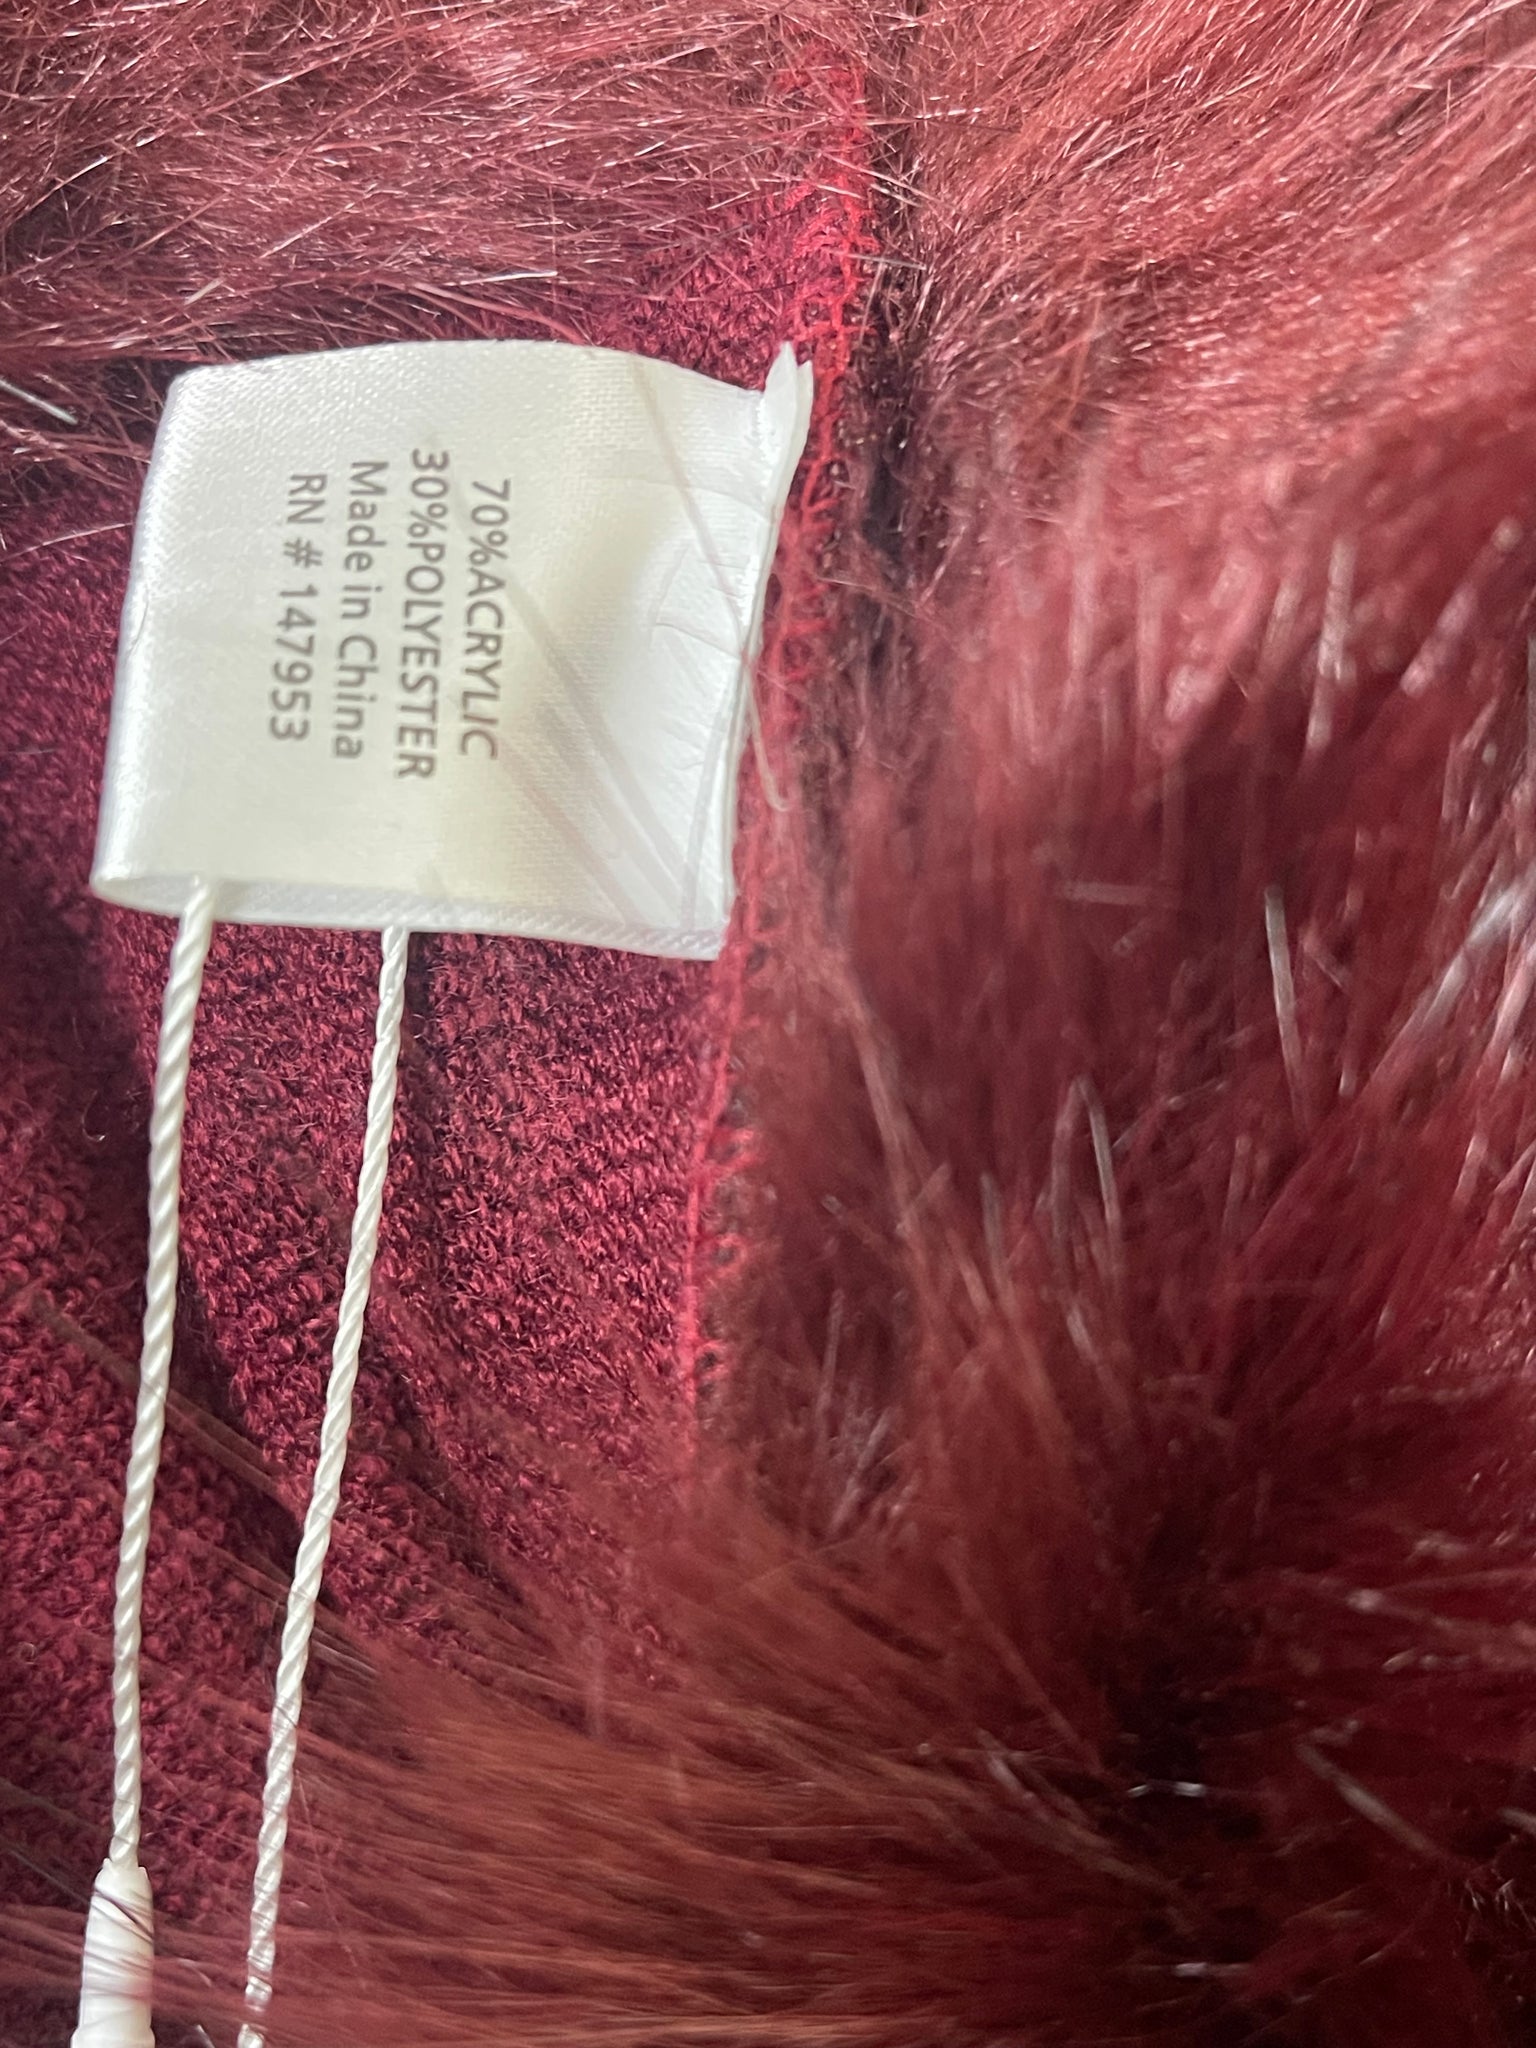 70%ACRYLIC
30%POLYESTER
Made in China
RN # 147953